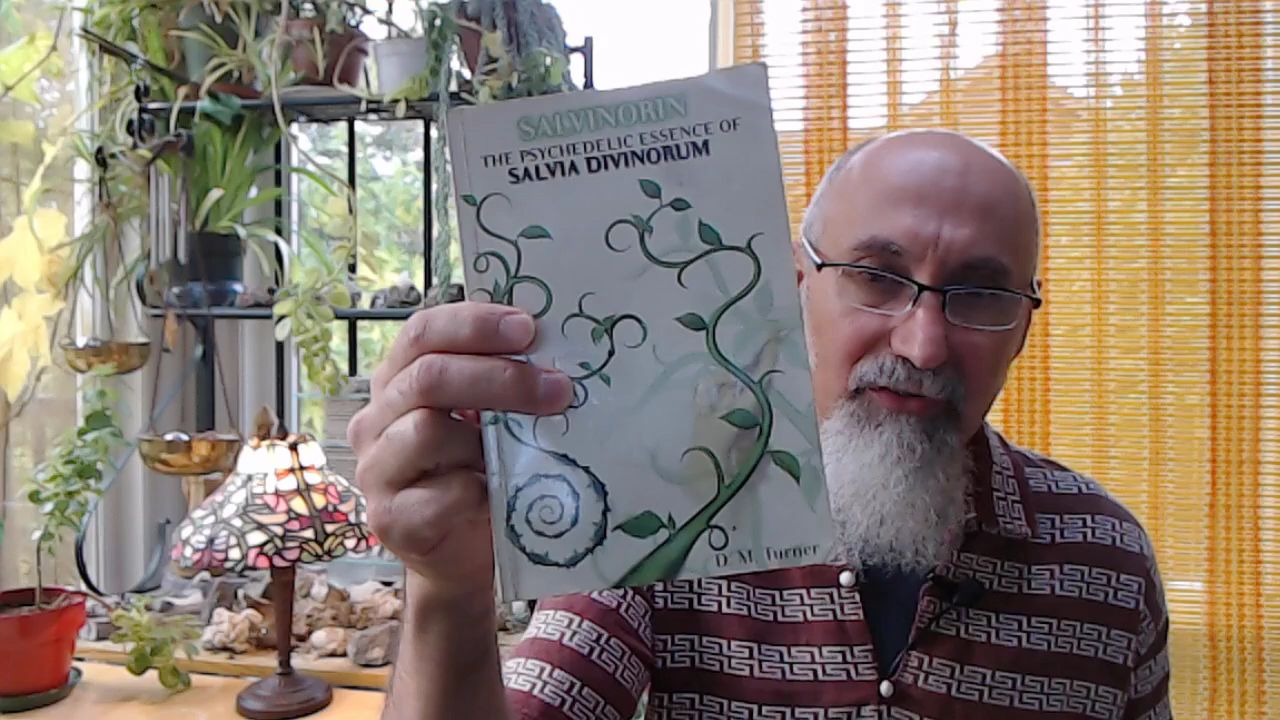 SALVINORIN
THE PSYCHEDELIC ESSENCE OF
SALVIA DIVINORUM
D. M. Turner